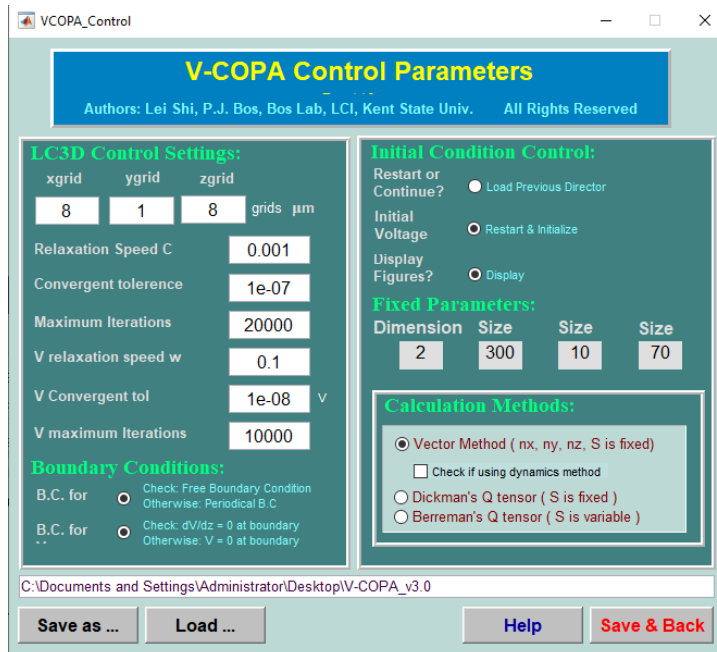 VCOPA_Control
V-COPA Control Parameters
Authors: Lei Shi, P.J. Bos, Bos Lab, LCI, Kent State Univ. All Rights Reserved
LC3D Control Settings:
xgrid ygrid zgrid
8 1 8 grids μm
Relaxation Speed C 0.001
Convergent tolerence 1e-07
Maximum Iterations 20000
V relaxation speed w 0.1
V Convergent tol 1e-08 V
V maximum Iterations 10000
Boundary Conditions:
B.C. for
Check: Free Boundary Condition
Otherwise: Periodical B.C
B.C. for
Check: dV/dz = 0 at boundary
Otherwise: V = 0 at boundary
Initial Condition Control:
Restart or
Continue?
Load Previous Director
Initial
Voltage
Restart & Initialize
Display
Figures?
Display
Fixed Parameters:
Dimension Size Size Size
2 300 10 70
Calculation Methods:
Vector Method ( nx, ny, nz, S is fixed)
Check if using dynamics method
Dickman's Q tensor ( S is fixed )
Berreman's Q tensor ( S is variable )
C:\Documents and Settings\Administrator\Desktop\V-COPA_v3.0
Save as ... Load ... Help Save & Back